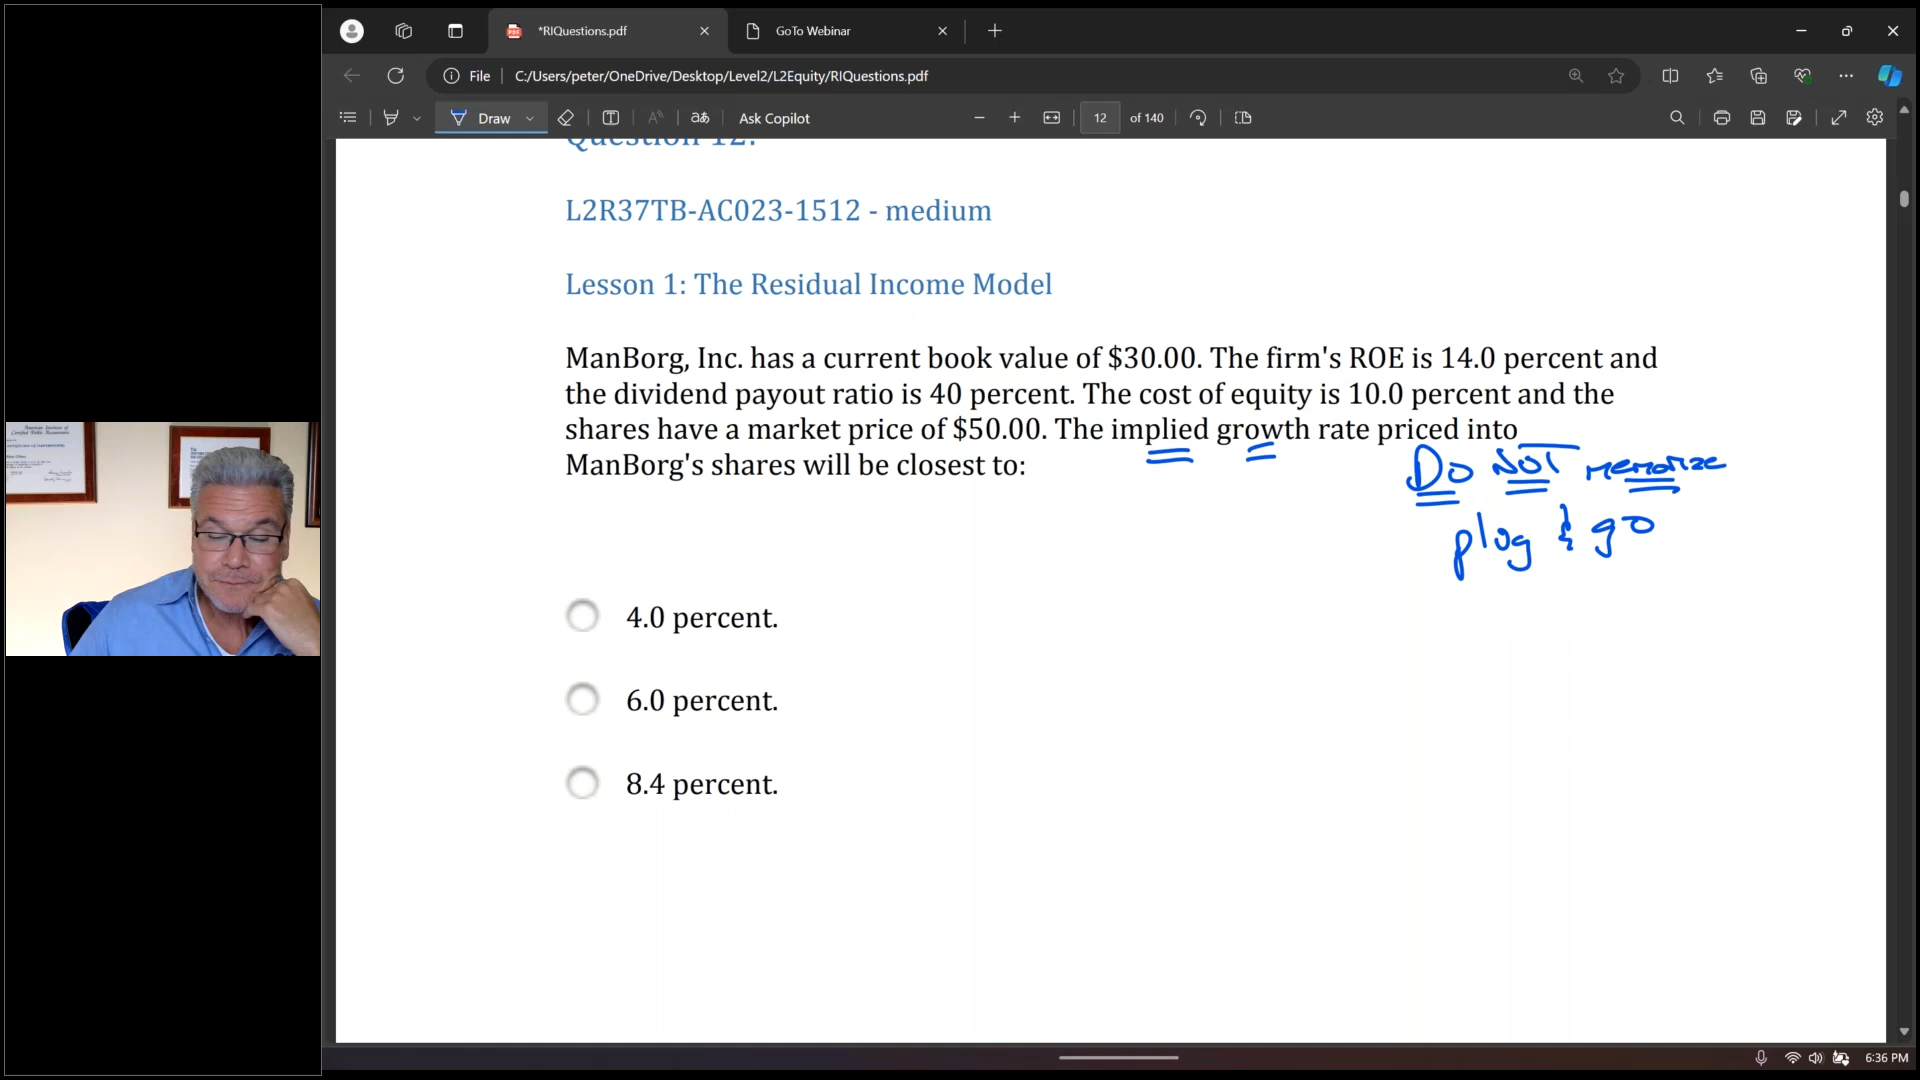 *RIQuestions.pdf
GoTo Webinar
File
C:/Users/peter/OneDrive/Desktop/Level2/L2Equity/RIQuestions.pdf
Draw
Ask Copilot
12 of 140
Question 12:
L2R37TB-AC023-1512 - medium
Lesson 1: The Residual Income Model
ManBorg, Inc. has a current book value of $30.00. The firm's ROE is 14.0 percent and
the dividend payout ratio is 40 percent. The cost of equity is 10.0 percent and the
shares have a market price of $50.00. The implied growth rate priced into
ManBorg's shares will be closest to:
Do NOT memorize
plug & go
4.0 percent.
6.0 percent.
8.4 percent.
6:36 PM